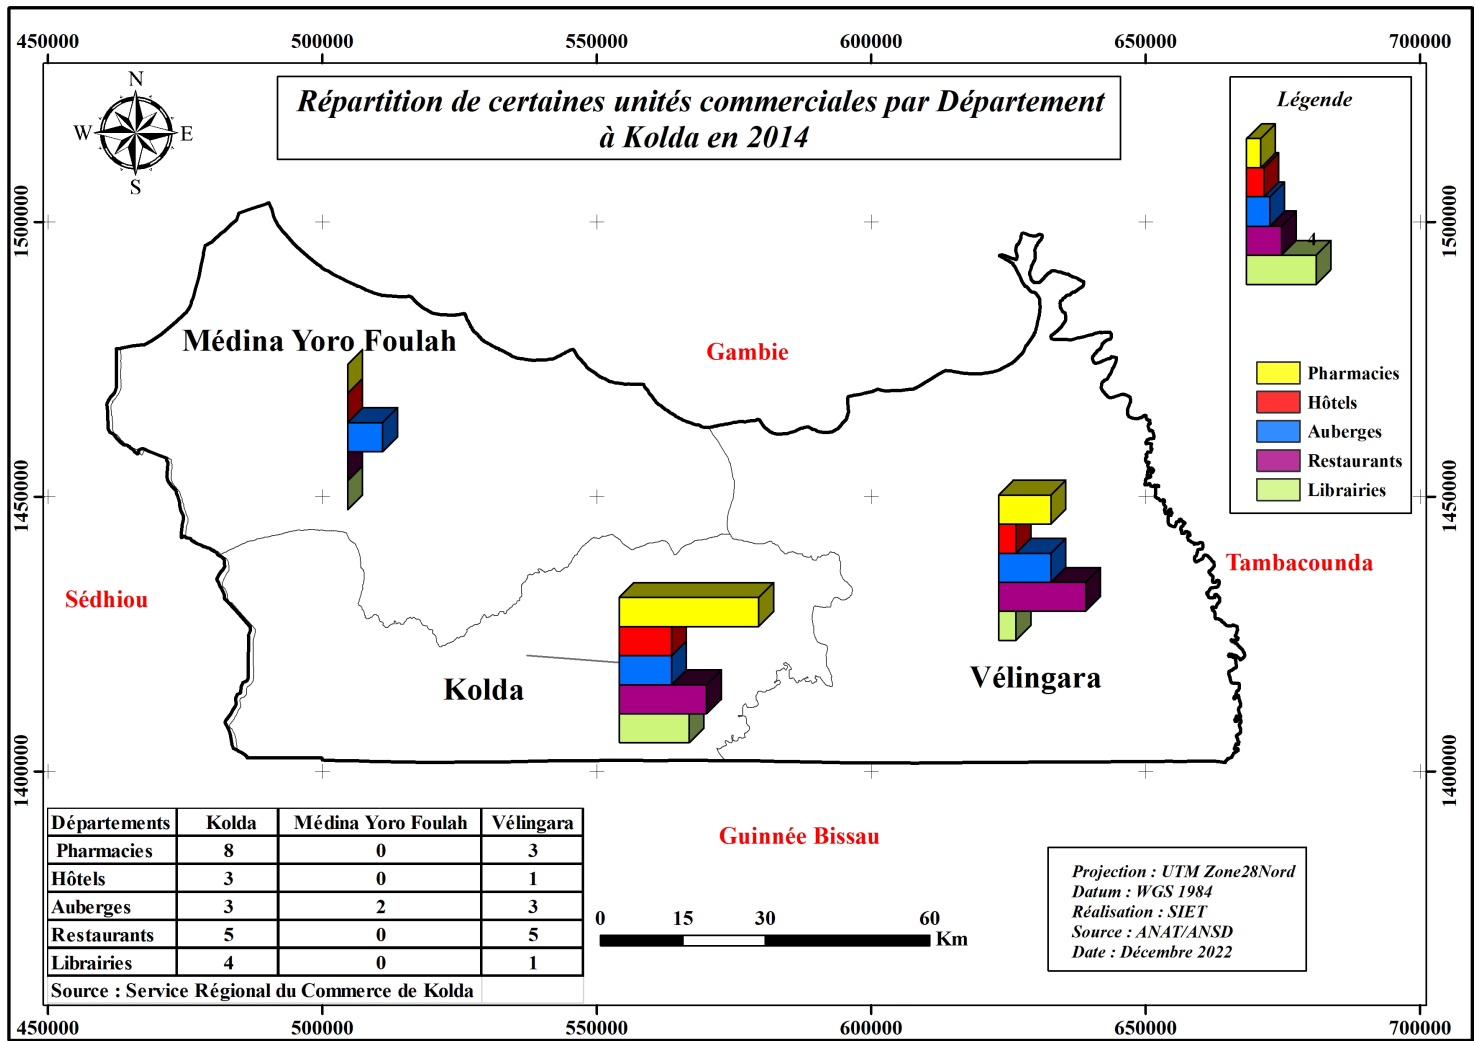 450000 500000 550000 600000 650000 700000
Répartition de certaines unités commerciales par Département
à Kolda en 2014
N
W E
S
Légende
4
Pharmacies
Hôtels
Auberges
Restaurants
Librairies
1500000 1500000
1450000 1450000
1400000 1400000
Médina Yoro Foulah
Gambie
Tambacounda
Sédhiou
Kolda
Vélingara
Guinnée Bissau
Départements Kolda Médina Yoro Foulah Vélingara
Pharmacies 8 0 3
Hôtels 3 0 1
Auberges 3 2 3
Restaurants 5 0 5
Librairies 4 0 1
Source : Service Régional du Commerce de Kolda
0 15 30 60
Km
Projection : UTM Zone28Nord
Datum : WGS 1984
Réalisation : SIET
Source : ANAT/ANSD
Date : Décembre 2022
450000 500000 550000 600000 650000 700000